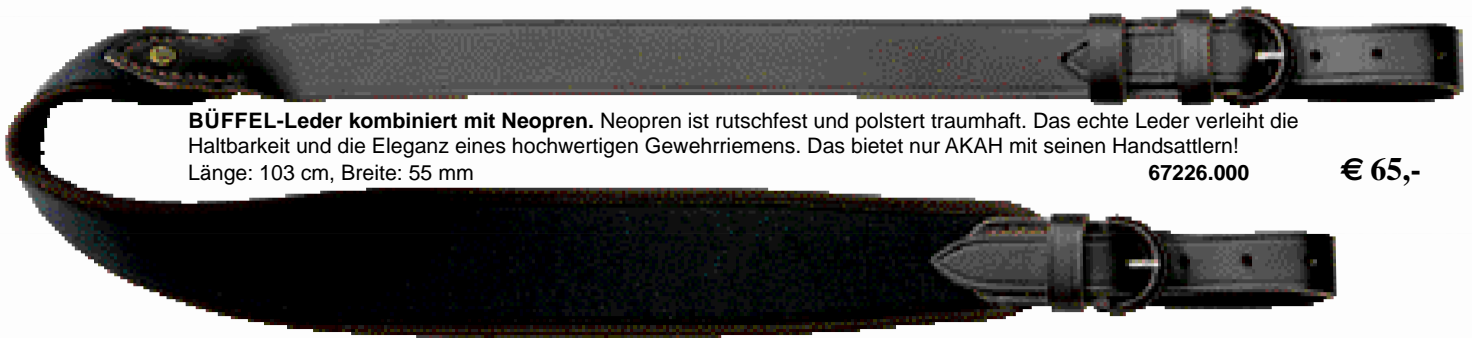 BÜFFEL-Leder kombiniert mit Neopren. Neopren ist rutschfest und polstert traumhaft. Das echte Leder verleiht die
Haltbarkeit und die Eleganz eines hochwertigen Gewehrriemens. Das bietet nur AKAH mit seinen Handsattlern!
Länge: 103 cm, Breite: 55 mm 67226.000 € 65,-